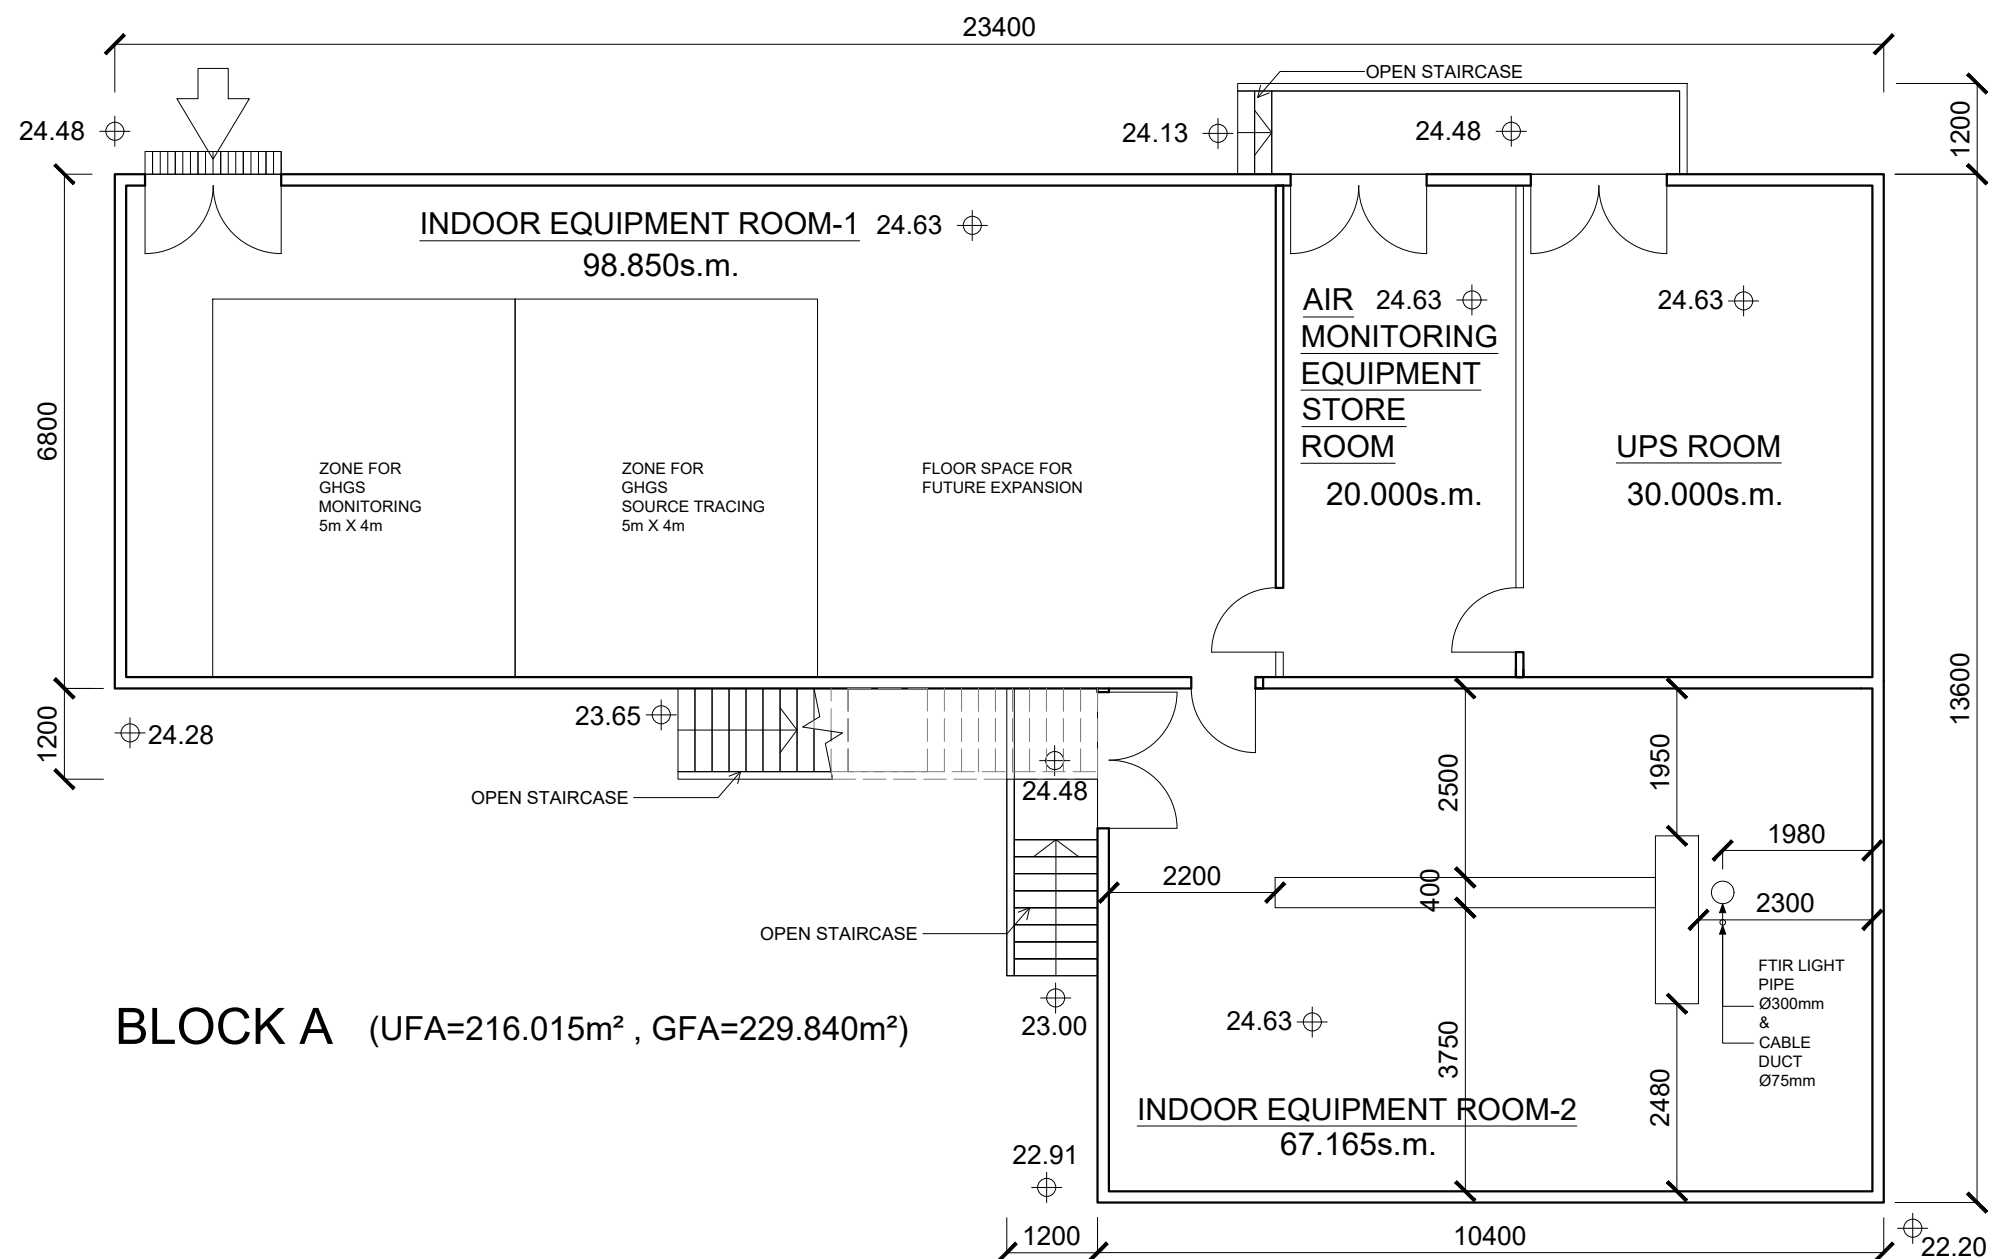 23400
OPEN STAIRCASE
24.48
24.13
24.48
1200
INDOOR EQUIPMENT ROOM-1 24.63
98.850s.m.
AIR 24.63
MONITORING
EQUIPMENT
STORE
ROOM
20.000s.m.
24.63
UPS ROOM
30.000s.m.
6800
ZONE FOR
GHGS
MONITORING
5m X 4m
ZONE FOR
GHGS
SOURCE TRACING
5m X 4m
FLOOR SPACE FOR
FUTURE EXPANSION
13600
1200
24.28
23.65
OPEN STAIRCASE
24.48
2500
1950
1980
2200
400
2300
OPEN STAIRCASE
FTIR LIGHT
PIPE
Ø300mm
&
CABLE
DUCT
Ø75mm
BLOCK A (UFA=216.015m² , GFA=229.840m²)
23.00
24.63
3750
2480
INDOOR EQUIPMENT ROOM-2
67.165s.m.
22.91
1200
10400
22.20